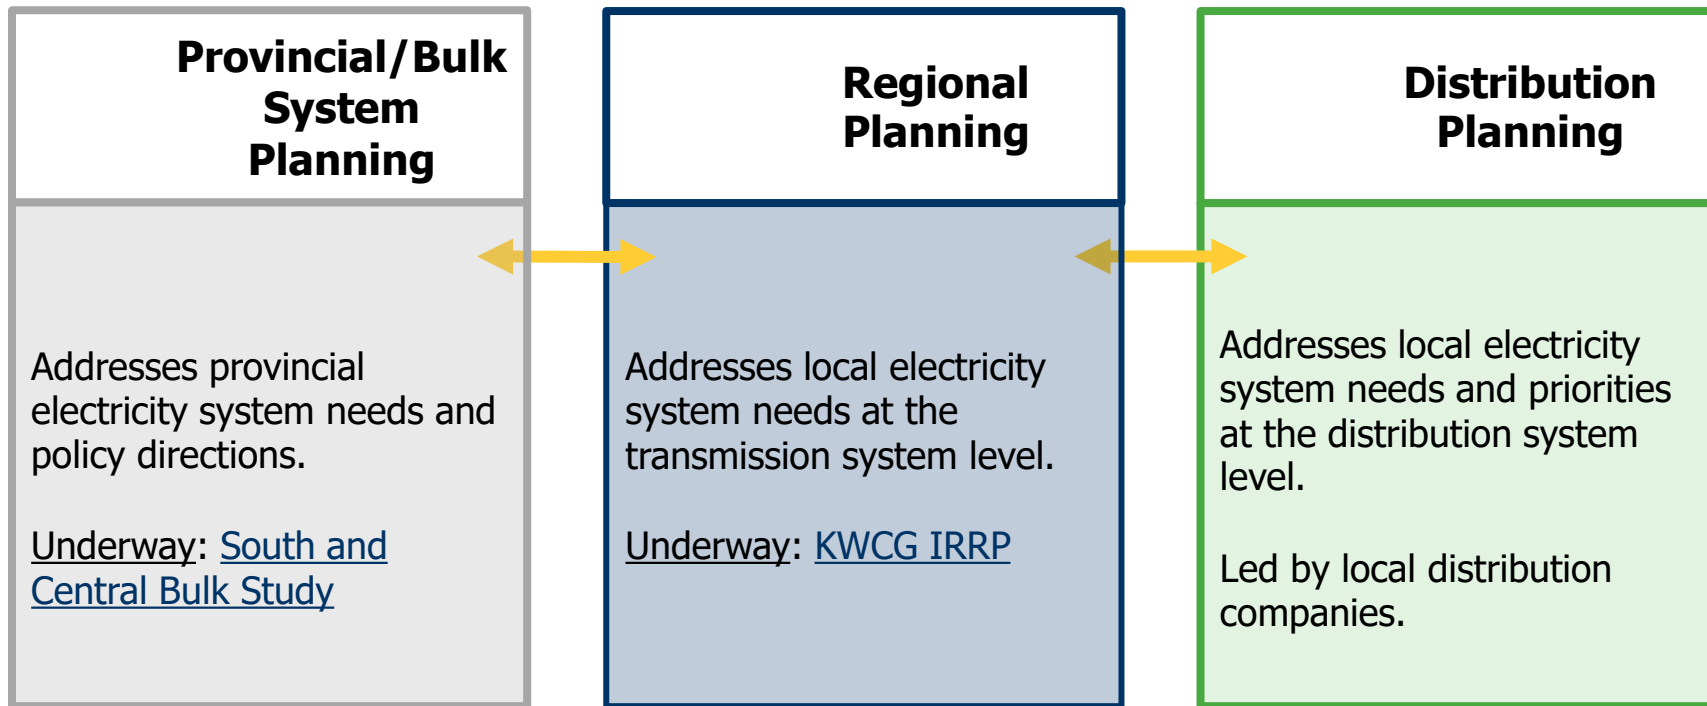 Provincial/Bulk
System
Planning
Addresses provincial
electricity system needs and
policy directions.
Underway: South and
Central Bulk Study
Regional
Planning
Addresses local electricity
system needs at the
transmission system level.
Underway: KWCG IRRP
Distribution
Planning
Addresses local electricity
system needs and priorities
at the distribution system
level.
Led by local distribution
companies.